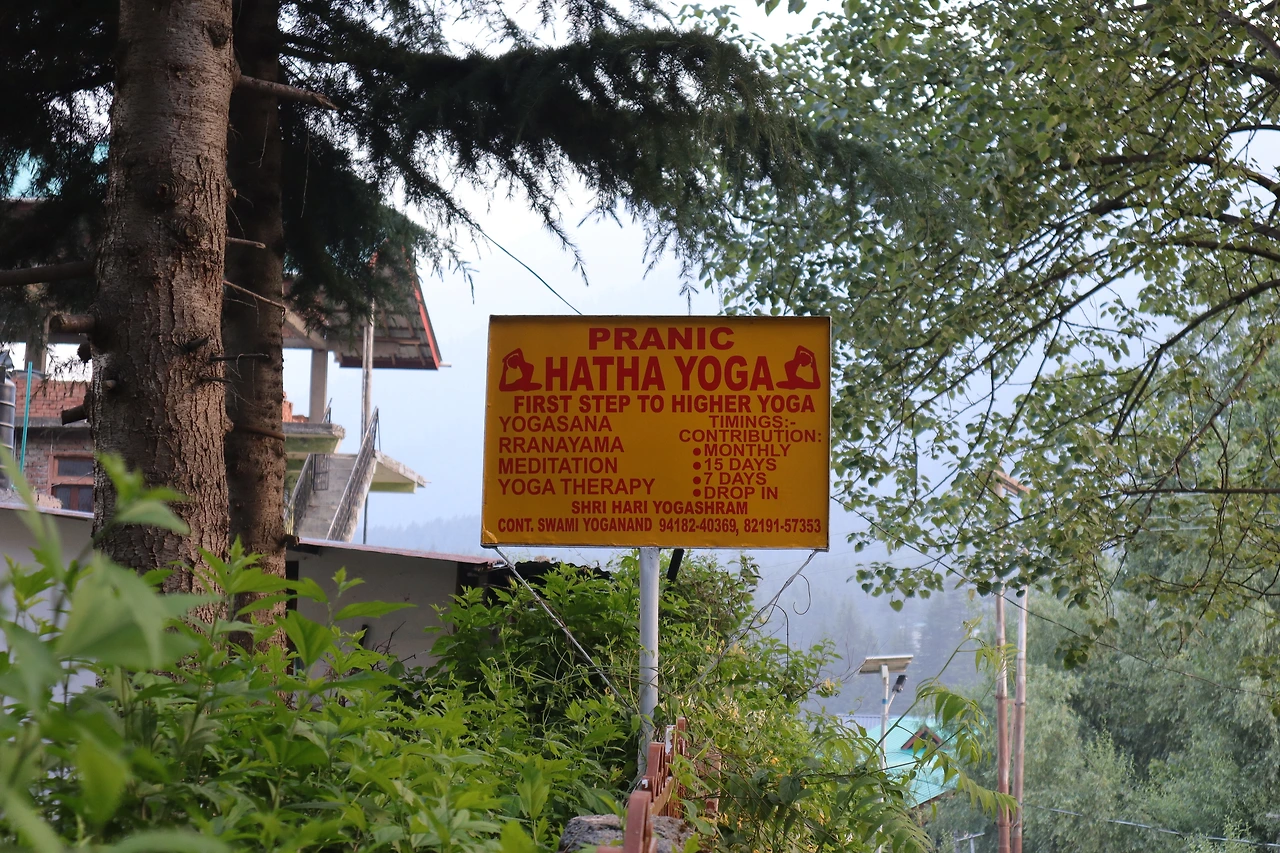 PRANIC
HATHA YOGA
FIRST STEP TO HIGHER YOGA
YOGASANA
RRANAYAMA
MEDITATION
YOGA THERAPY
TIMINGS:-
CONTRIBUTION:
• MONTHLY
• 15 DAYS
• 7 DAYS
• DROP IN
SHRI HARI YOGASHRAM
CONT. SWAMI YOGANAND 94182-40369, 82191-57353